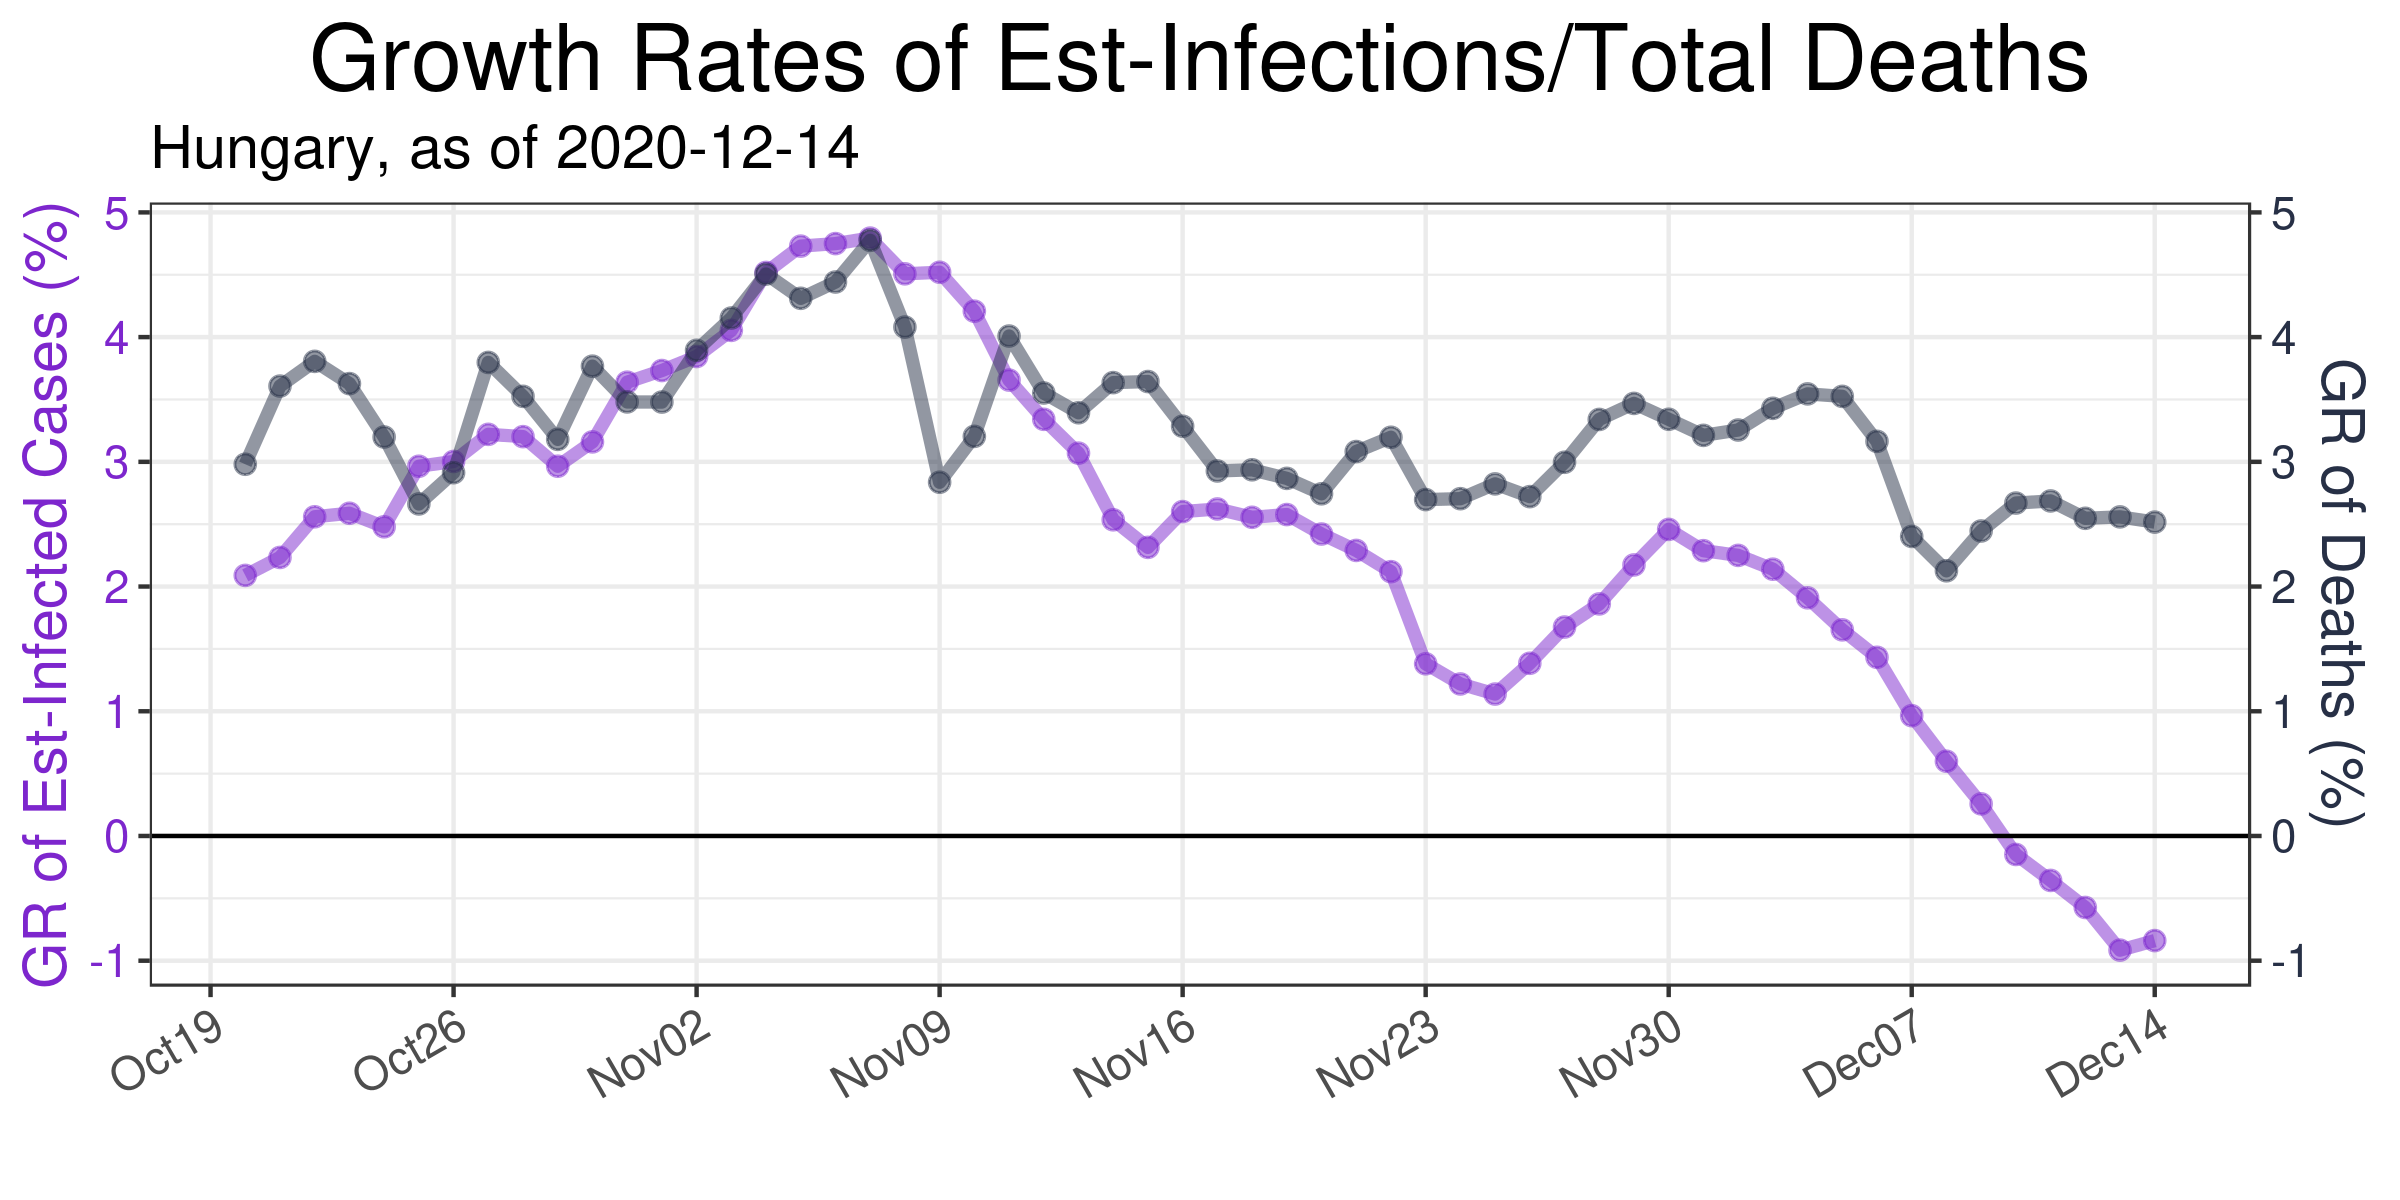 Growth Rates of Est-Infections/Total Deaths
Hungary, as of 2020-12-14
GR of Est-Infected Cases (%)
5
4
3
2
1
0
-1
5
4
3
2
1
0
-1
GR of Deaths (%)
Oct19 Oct26 Nov02 Nov09 Nov16 Nov23 Nov30 Dec07 Dec14